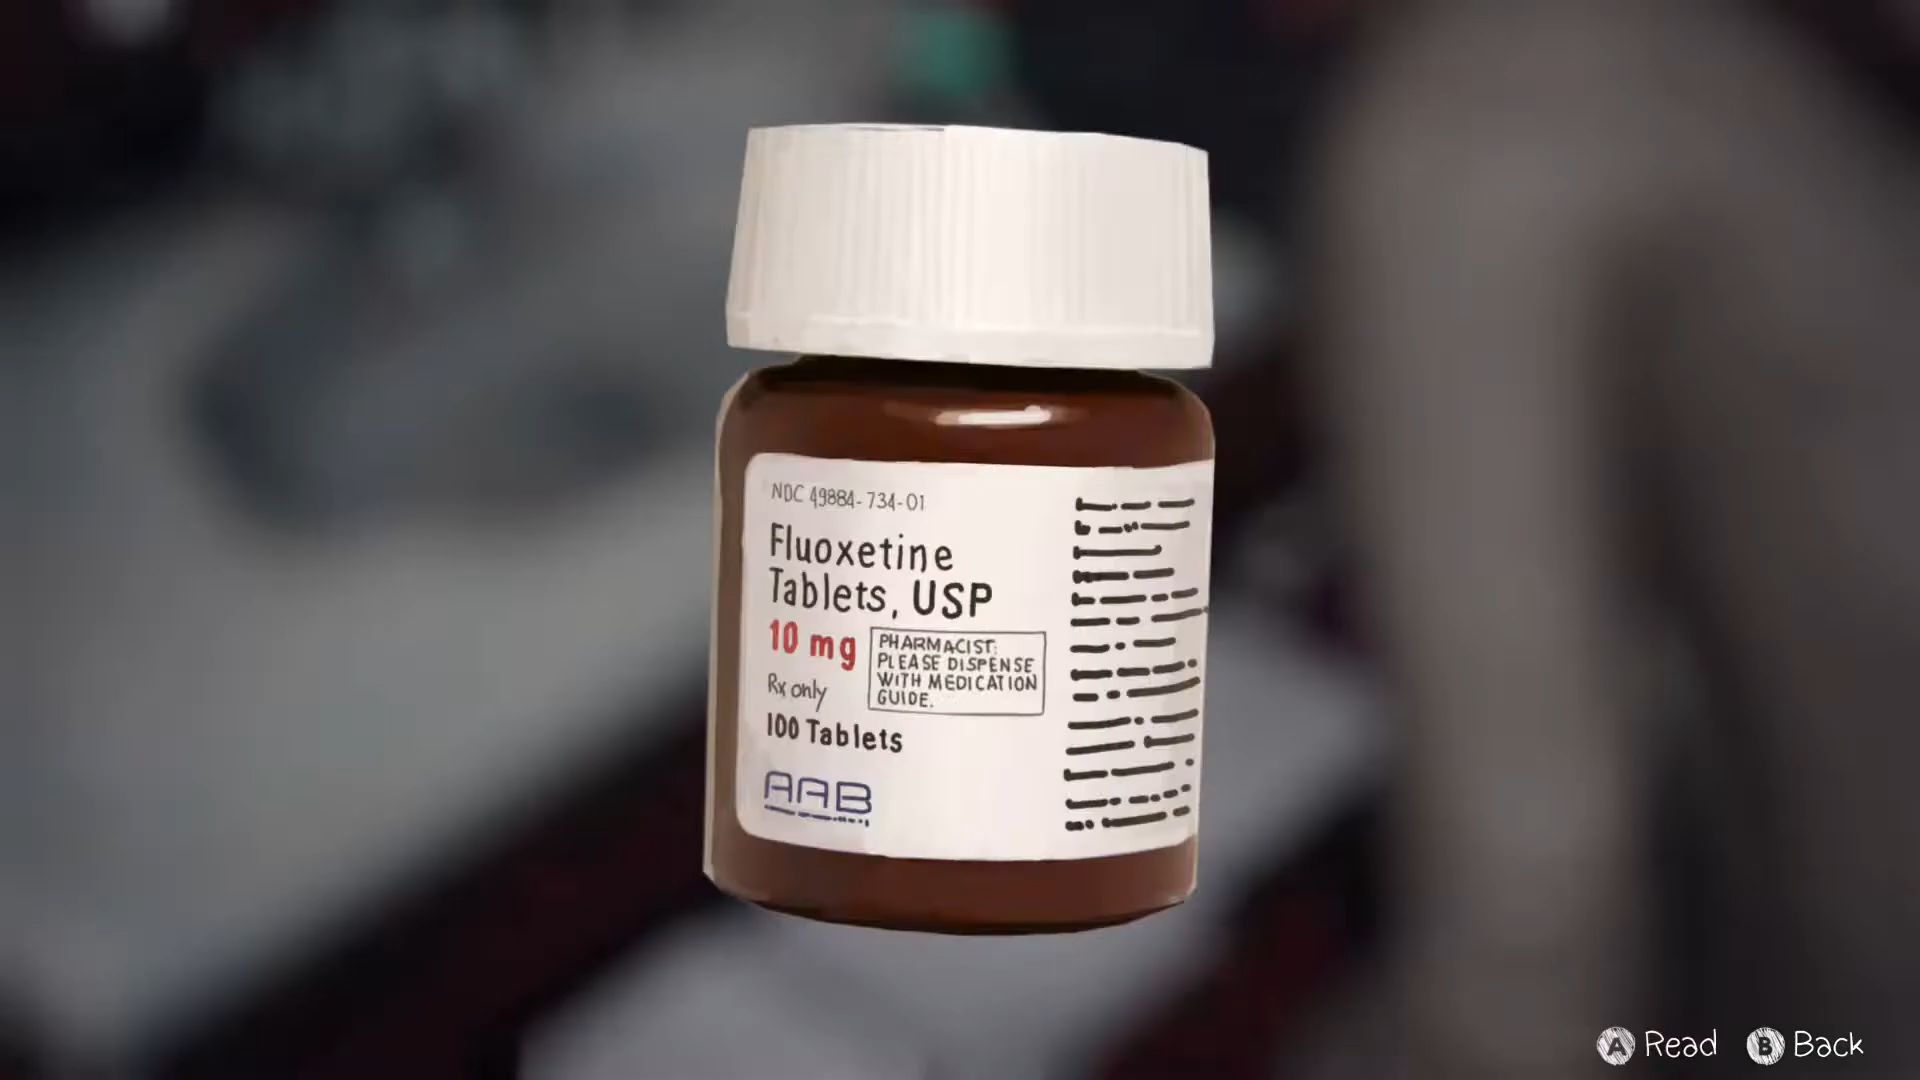 NDC 49884-734-01
Fluoxetine
Tablets, USP
10 mg
PHARMACIST:
PLEASE DISPENSE
WITH MEDICATION
GUIDE.
Rx only
100 Tablets
AAB
A Read B Back